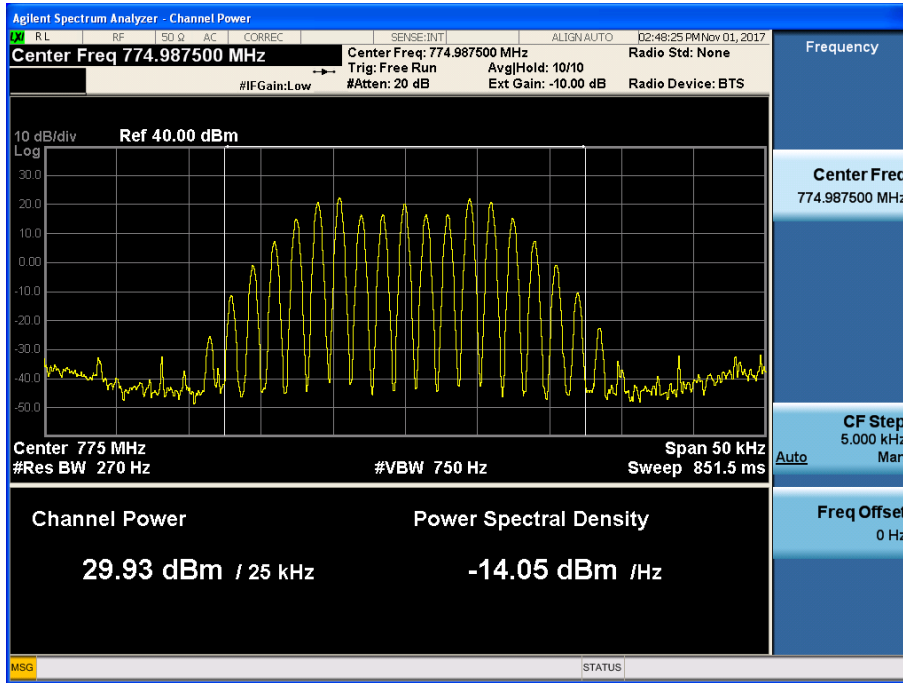 Agilent Spectrum Analyzer - Channel Power
LXI RL RF 50 Ω AC CORREC SENSE:INT ALIGN AUTO 02:48:25 PM Nov 01, 2017
Center Freq 774.987500 MHz
Center Freq: 774.987500 MHz Radio Std: None
Trig: Free Run Avg|Hold: 10/10
#IFGain:Low #Atten: 20 dB Ext Gain: -10.00 dB Radio Device: BTS
10 dB/div Ref 40.00 dBm
Log
30.0
20.0
10.0
0.00
-10.0
-20.0
-30.0
-40.0
-50.0
Center 775 MHz Span 50 kHz
#Res BW 270 Hz #VBW 750 Hz Sweep 851.5 ms
Channel Power Power Spectral Density
29.93 dBm / 25 kHz -14.05 dBm /Hz
MSG STATUS
Frequency
Center Freq
774.987500 MHz
CF Step
5.000 kHz
Auto Man
Freq Offset
0 Hz